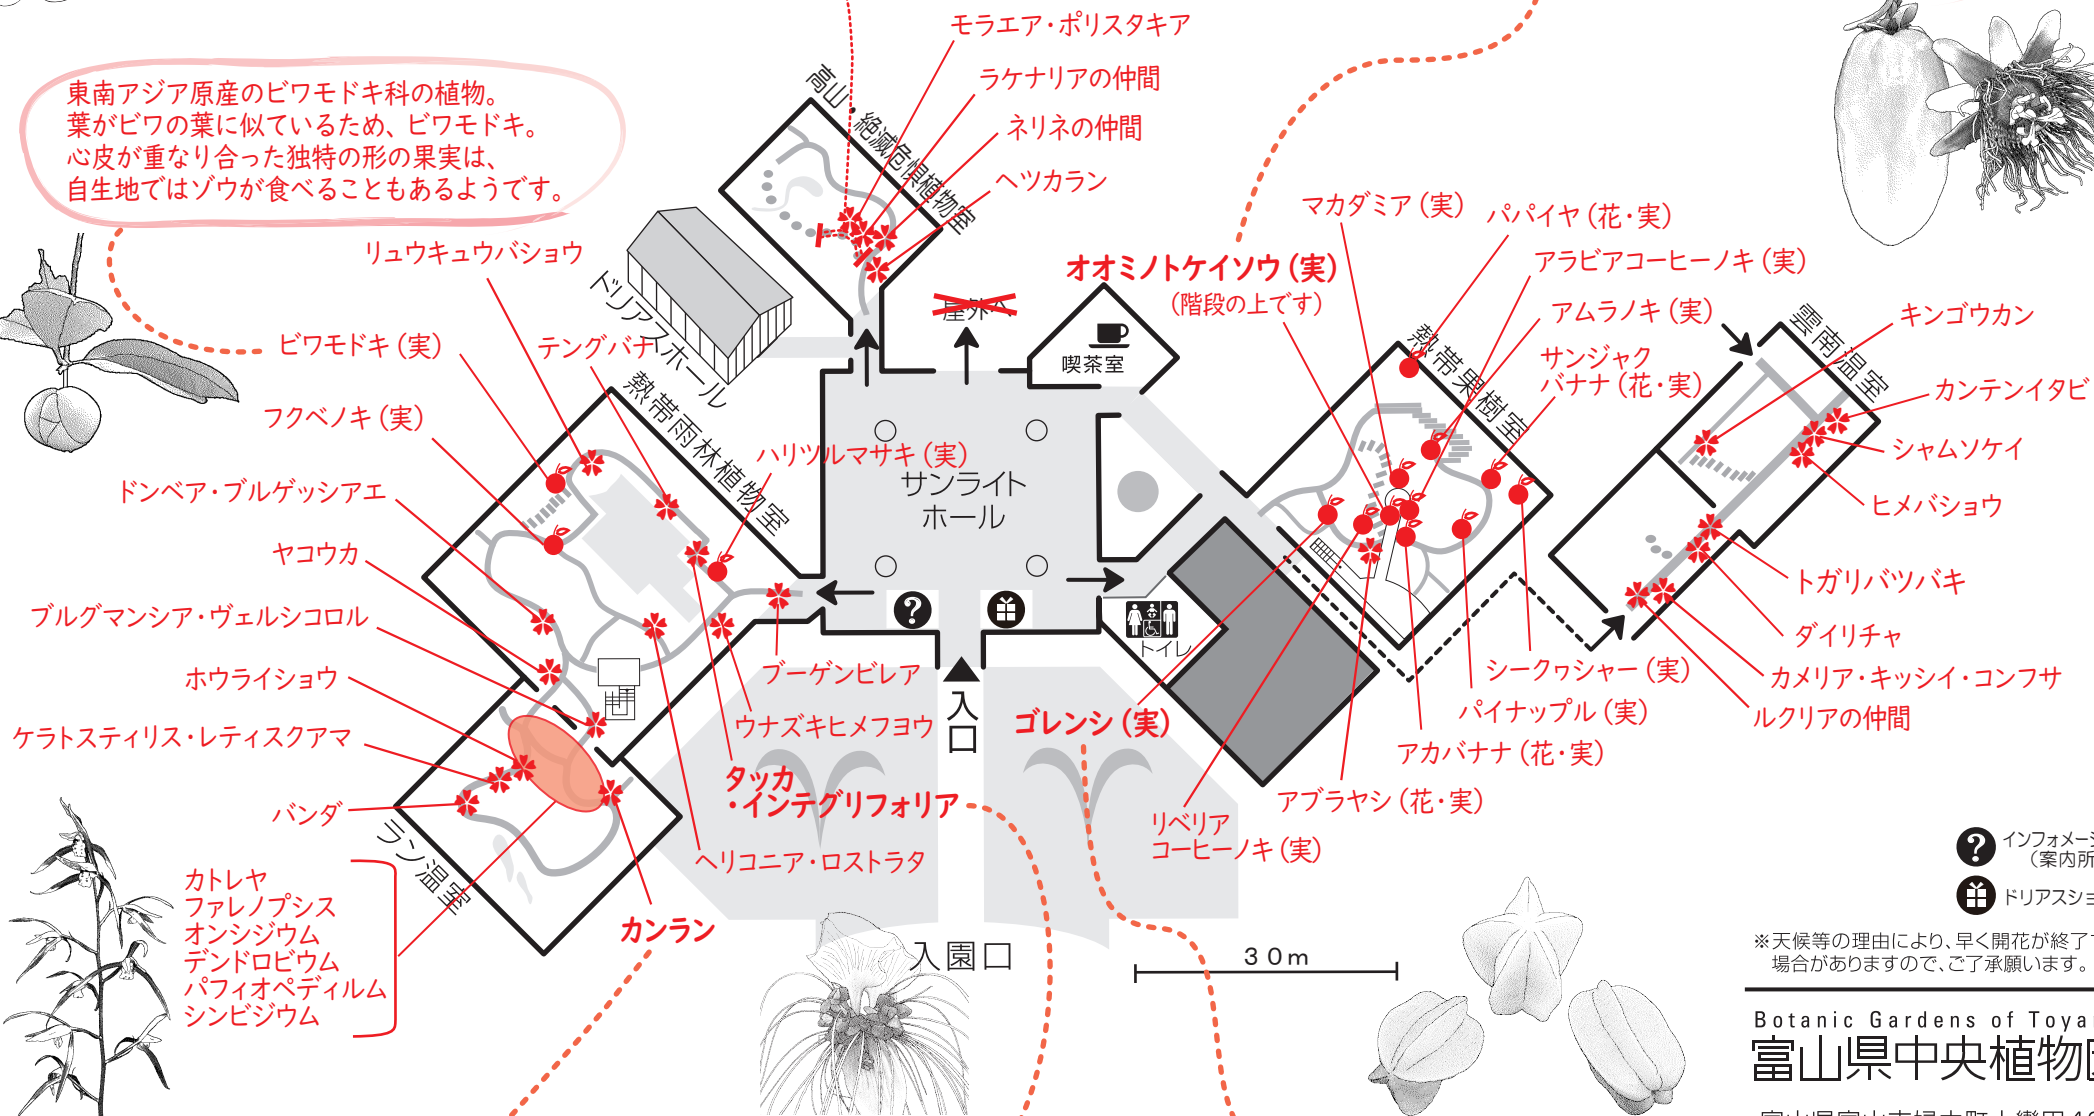 モラエア・ポリスタキア
ラケナリアの仲間
ネリネの仲間
ヘツカラン
高山・絶滅危惧植物室
東南アジア原産のビワモドキ科の植物。
葉がビワの葉に似ているため、ビワモドキ。
心皮が重なり合った独特の形の果実は、
自生地ではゾウが食べることもあるようです。
リュウキュウバショウ
ビワモドキ（実）
テングバナ
フクベノキ（実）
ドンベア・ブルゲッシアエ
ヤコウカ
ブルグマンシア・ヴェルシコロル
ホウライショウ
ケラトスティリス・レティスクアマ
バンダ
ドリアスホール
熱帯雨林植物室
ハリツルマサキ（実）
サンライト
ホール
屋外へ
喫茶室
オオミノトケイソウ（実）
（階段の上です）
マカダミア（実）
パパイヤ（花・実）
アラビアコーヒーノキ（実）
アムラノキ（実）
サンジャク
バナナ（花・実）
熱帯果樹室
雲南温室
キンゴウカン
カンテンイタビ
シャムソケイ
ヒメバショウ
トガリバツバキ
ダイリチャ
カメリア・キッシイ・コンフサ
ルクリアの仲間
シークヮシャー（実）
パイナップル（実）
アカバナナ（花・実）
アブラヤシ（花・実）
リベリア
コーヒーノキ（実）
ゴレンシ（実）
トイレ
?
入口
ブーゲンビレア
ウナズキヒメフヨウ
タッカ
・インテグリフォリア
ヘリコニア・ロストラタ
カンラン
ラン温室
カトレヤ
ファレノプシス
オンシジウム
デンドロビウム
パフィオペディルム
シンビジウム
入園口
30m
?
インフォメーシ
（案内所
ドリアスショ
※天候等の理由により、早く開花が終了
場合がありますので、ご了承願います。
Botanic Gardens of Toya
富山県中央植物